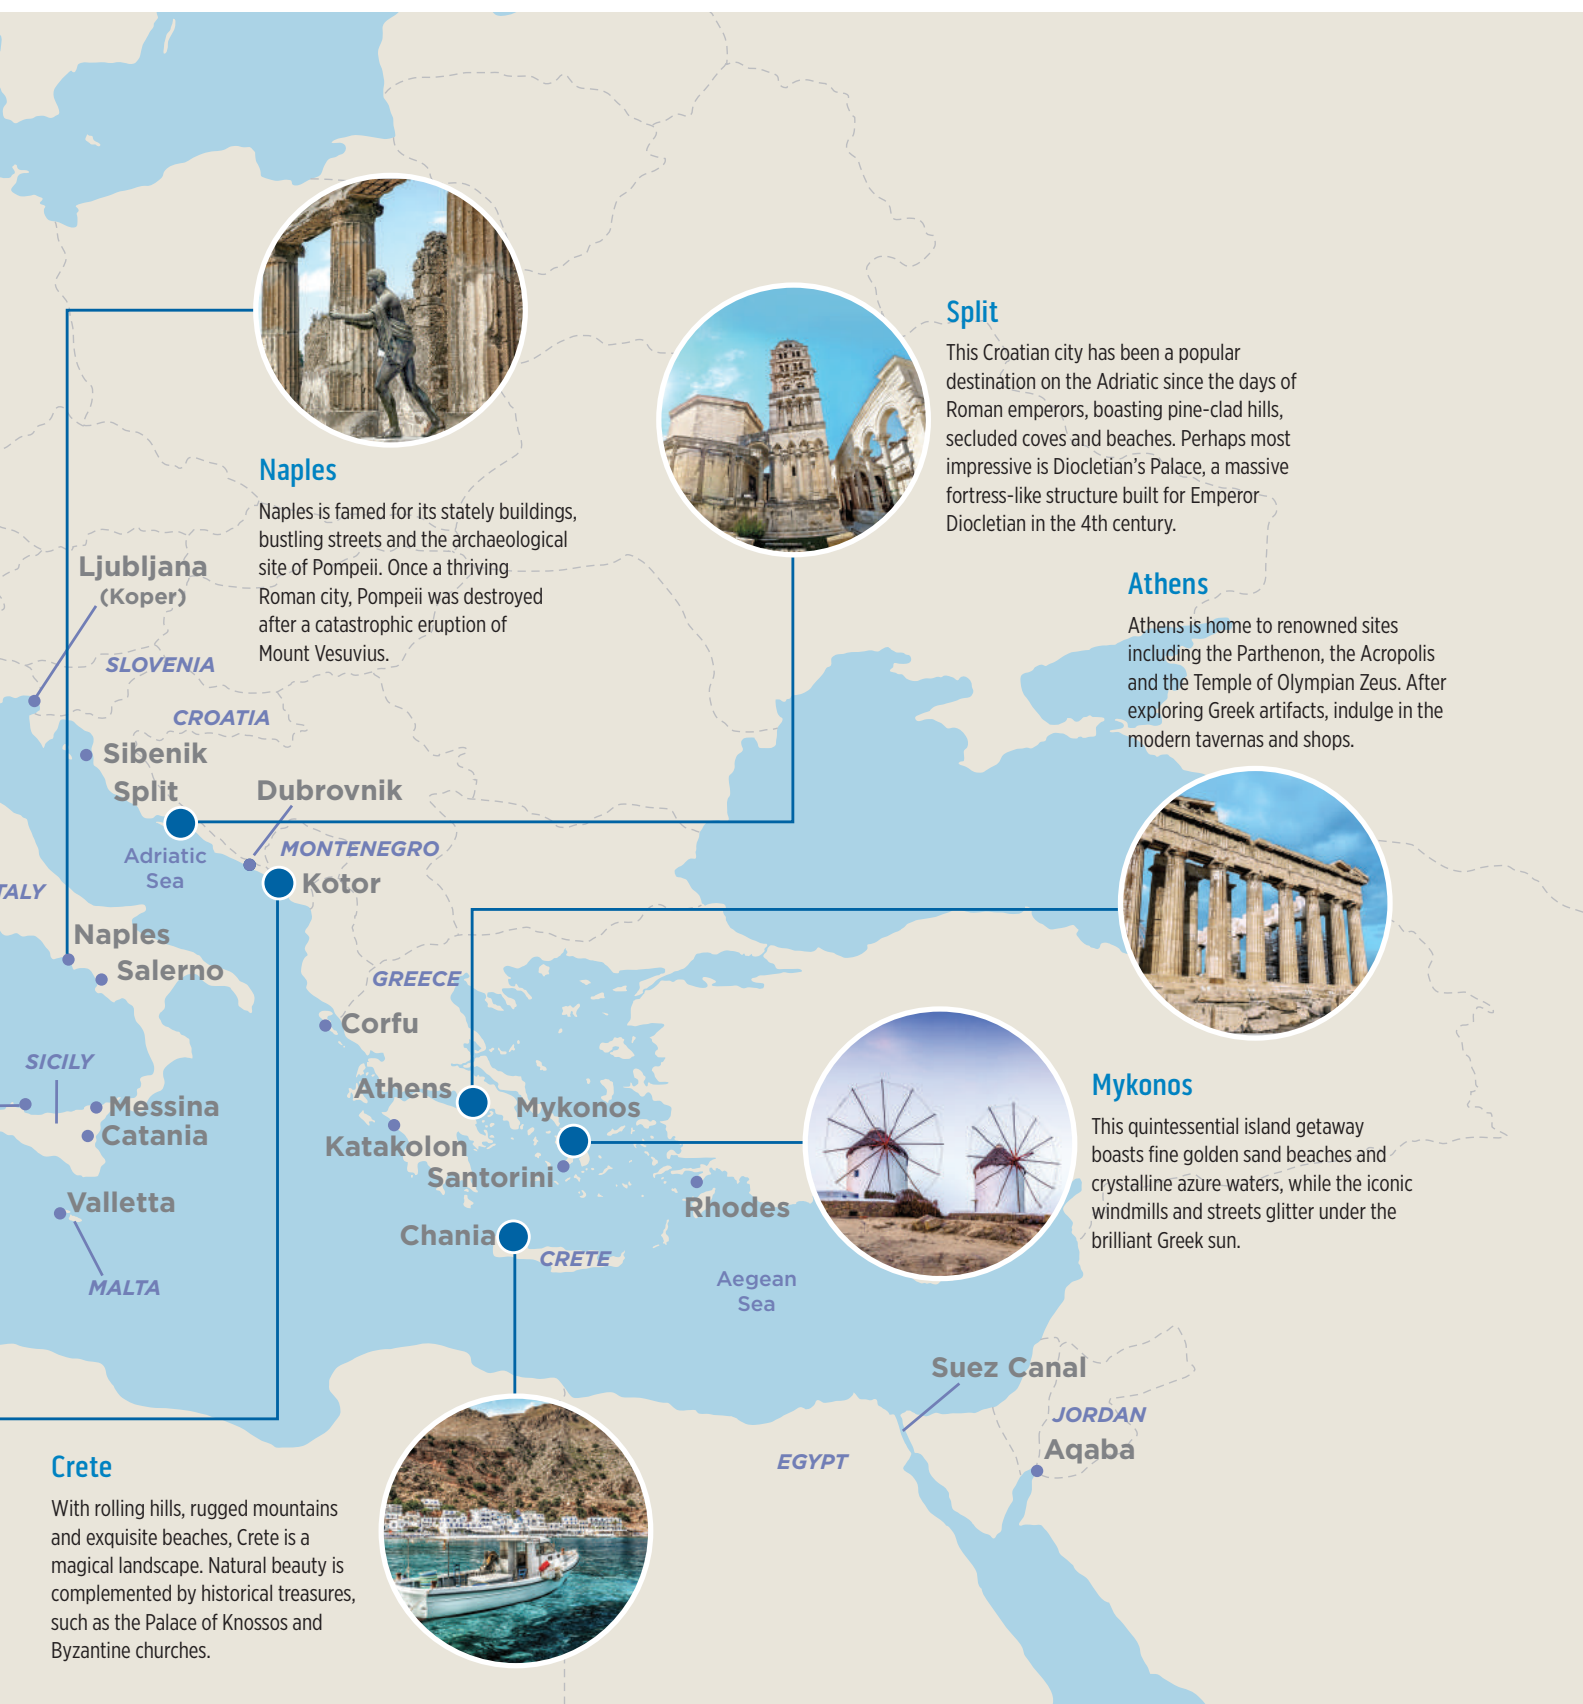 Split
This Croatian city has been a popular
destination on the Adriatic since the days of
Roman emperors, boasting pine-clad hills,
secluded coves and beaches. Perhaps most
impressive is Diocletian's Palace, a massive
fortress-like structure built for Emperor
Diocletian in the 4th century.
Naples
Naples is famed for its stately buildings,
bustling streets and the archaeological
site of Pompeii. Once a thriving
Roman city, Pompeii was destroyed
after a catastrophic eruption of
Mount Vesuvius.
Athens
Athens is home to renowned sites
including the Parthenon, the Acropolis
and the Temple of Olympian Zeus. After
exploring Greek artifacts, indulge in the
modern tavernas and shops.
Ljubljana
(Koper)
SLOVENIA
CROATIA
Sibenik
Split
Dubrovnik
Adriatic
Sea
MONTENEGRO
Kotor
TALY
Naples
Salerno
GREECE
Corfu
SICILY
Athens
Mykonos
Messina
Catania
Katakolon
Santorini
Valletta
Rhodes
Chania
CRETE
MALTA
Aegean
Sea
Mykonos
This quintessential island getaway
boasts fine golden sand beaches and
crystalline azure waters, while the iconic
windmills and streets glitter under the
brilliant Greek sun.
Suez Canal
JORDAN
Aqaba
EGYPT
Crete
With rolling hills, rugged mountains
and exquisite beaches, Crete is a
magical landscape. Natural beauty is
complemented by historical treasures,
such as the Palace of Knossos and
Byzantine churches.